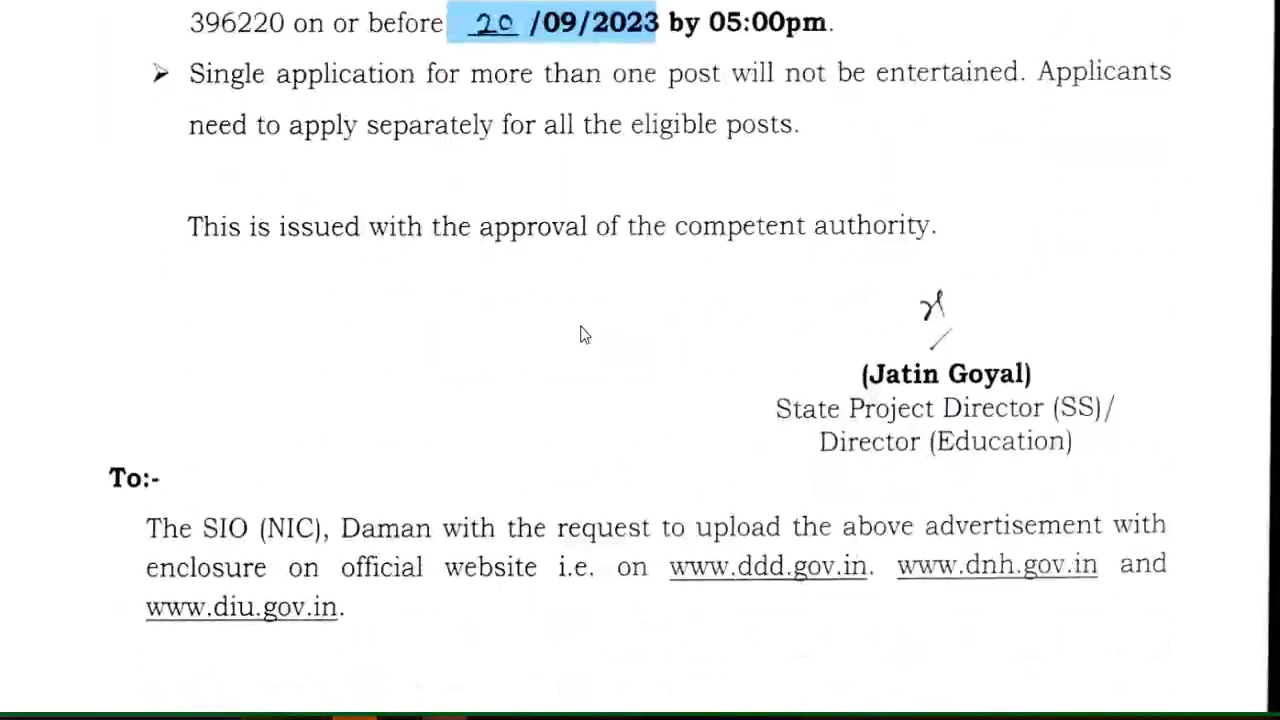 396220 on or before 20 /09/2023 by 05:00pm.
➤ Single application for more than one post will not be entertained. Applicants
need to apply separately for all the eligible posts.
This is issued with the approval of the competent authority.
(Jatin Goyal)
State Project Director (SS)/
Director (Education)
To:-
The SIO (NIC), Daman with the request to upload the above advertisement with
enclosure on official website i.e. on www.ddd.gov.in. www.dnh.gov.in and
www.diu.gov.in.